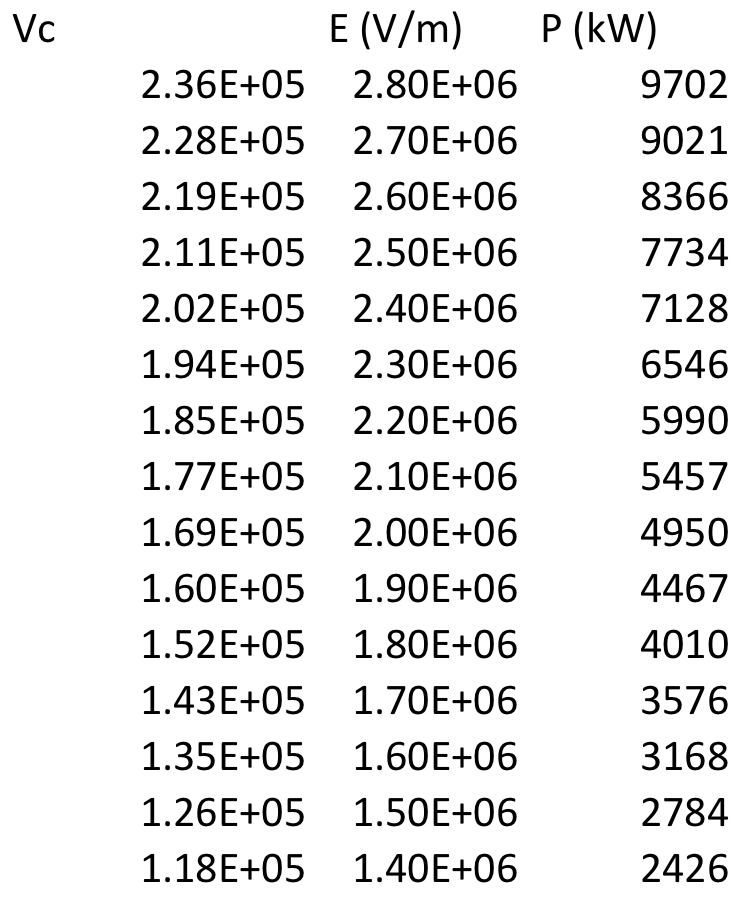 Vc E (V/m) P (kW)
2.36E+05 2.80E+06 9702
2.28E+05 2.70E+06 9021
2.19E+05 2.60E+06 8366
2.11E+05 2.50E+06 7734
2.02E+05 2.40E+06 7128
1.94E+05 2.30E+06 6546
1.85E+05 2.20E+06 5990
1.77E+05 2.10E+06 5457
1.69E+05 2.00E+06 4950
1.60E+05 1.90E+06 4467
1.52E+05 1.80E+06 4010
1.43E+05 1.70E+06 3576
1.35E+05 1.60E+06 3168
1.26E+05 1.50E+06 2784
1.18E+05 1.40E+06 2426